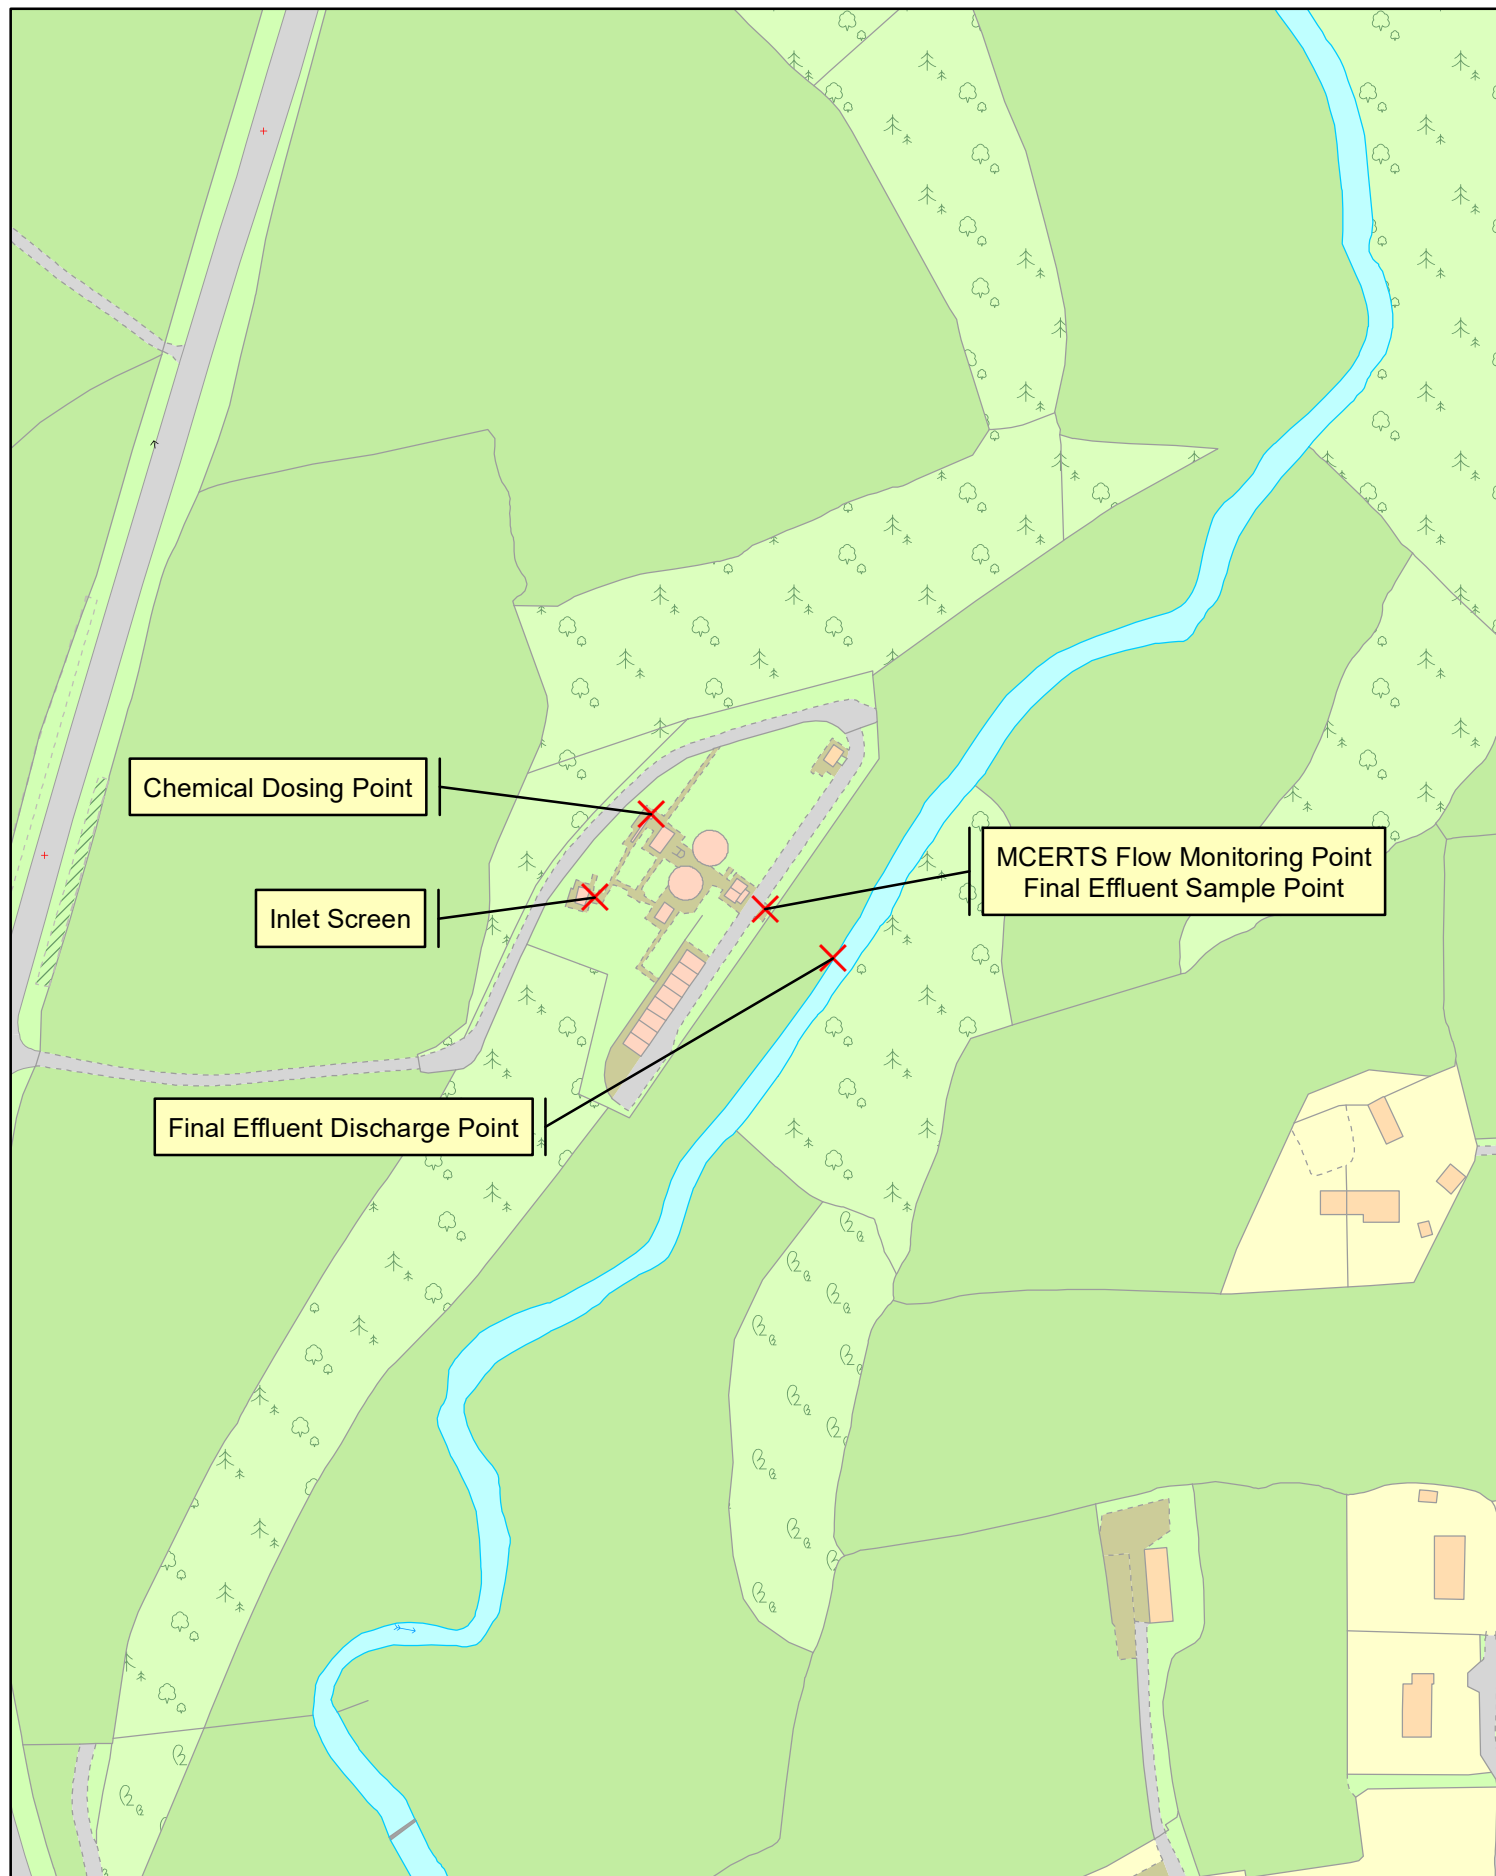 Chemical Dosing Point
MCERTS Flow Monitoring Point
Final Effluent Sample Point
Inlet Screen
Final Effluent Discharge Point